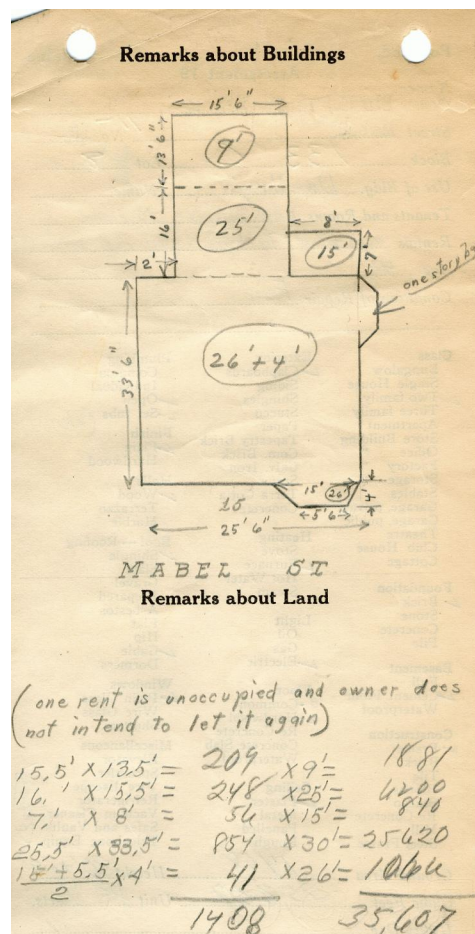 Remarks about Buildings
15' 6"
13' 6"
9'
16'
25'
8'
15'
7'
2'
one story
26' + 4'
33' 6"
15'
26'
4'
5' 6"
15
25' 6"
MABEL ST
Remarks about Land
(one rent is unoccupied and owner does
not intend to let it again)
15,5' X 13,5' = 209 X 9' = 1881
16,' X 15,5' = 248 X 25' = 6200
7,' X 8' = 56 X 15' = 840
25,5' X 33,5' = 854 X 30' = 25620
15' + 5,5' / 2 X 4' = 41 X 26' = 1066
1408 35,607